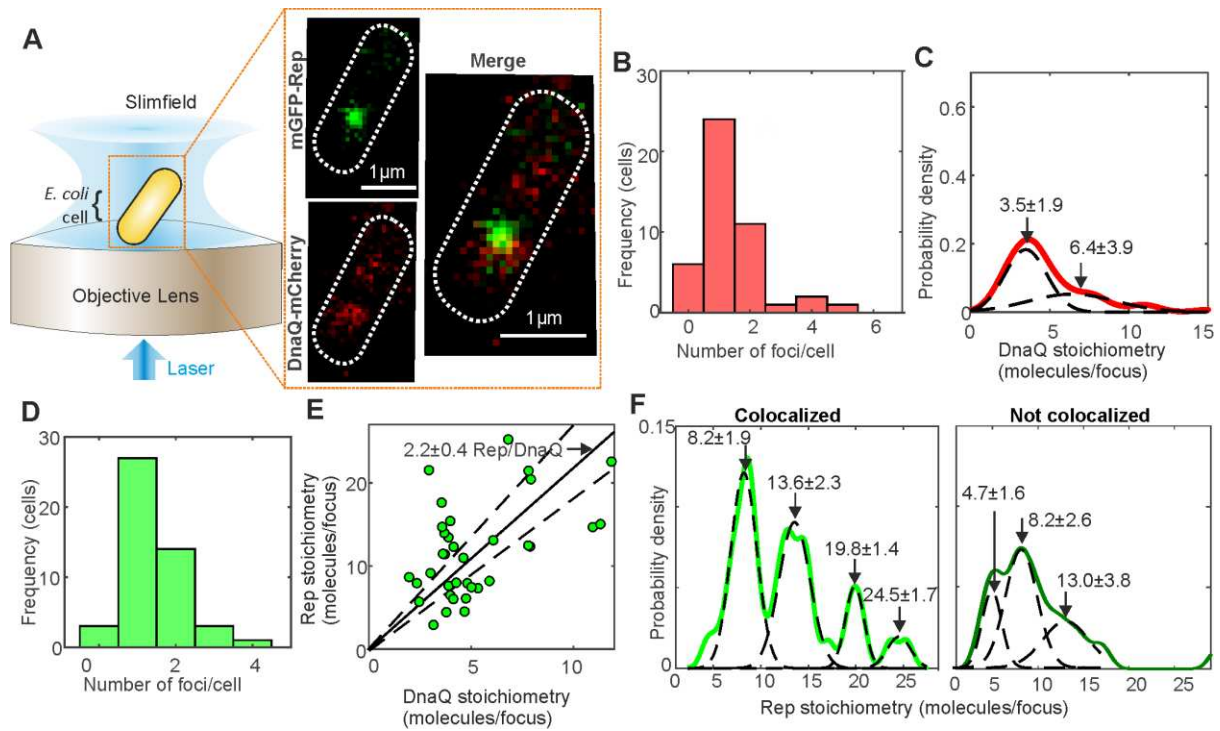 A
Slimfield
E. coli
cell
Objective Lens
Laser
mGFP-Rep
1µm
DnaQ-mCherry
Merge
1µm
B
Frequency (cells)
30
20
10
0
0 2 4 6
Number of foci/cell
C
Probability density
0.6
0.4
0.2
0
3.5±1.9
6.4±3.9
0 5 10 15
DnaQ stoichiometry
(molecules/focus)
D
Frequency (cells)
30
20
10
0
0 2 4
Number of foci/cell
E
Rep stoichiometry
(molecules/focus)
20
10
0
2.2±0.4 Rep/DnaQ
0 5 10
DnaQ stoichiometry
(molecules/focus)
F
Colocalized
Not colocalized
Probability density
0.15
0
8.2±1.9
13.6±2.3
19.8±1.4
24.5±1.7
4.7±1.6
8.2±2.6
13.0±3.8
0 5 10 15 20 25
0 5 10 15 20 25
Rep stoichiometry (molecules/focus)